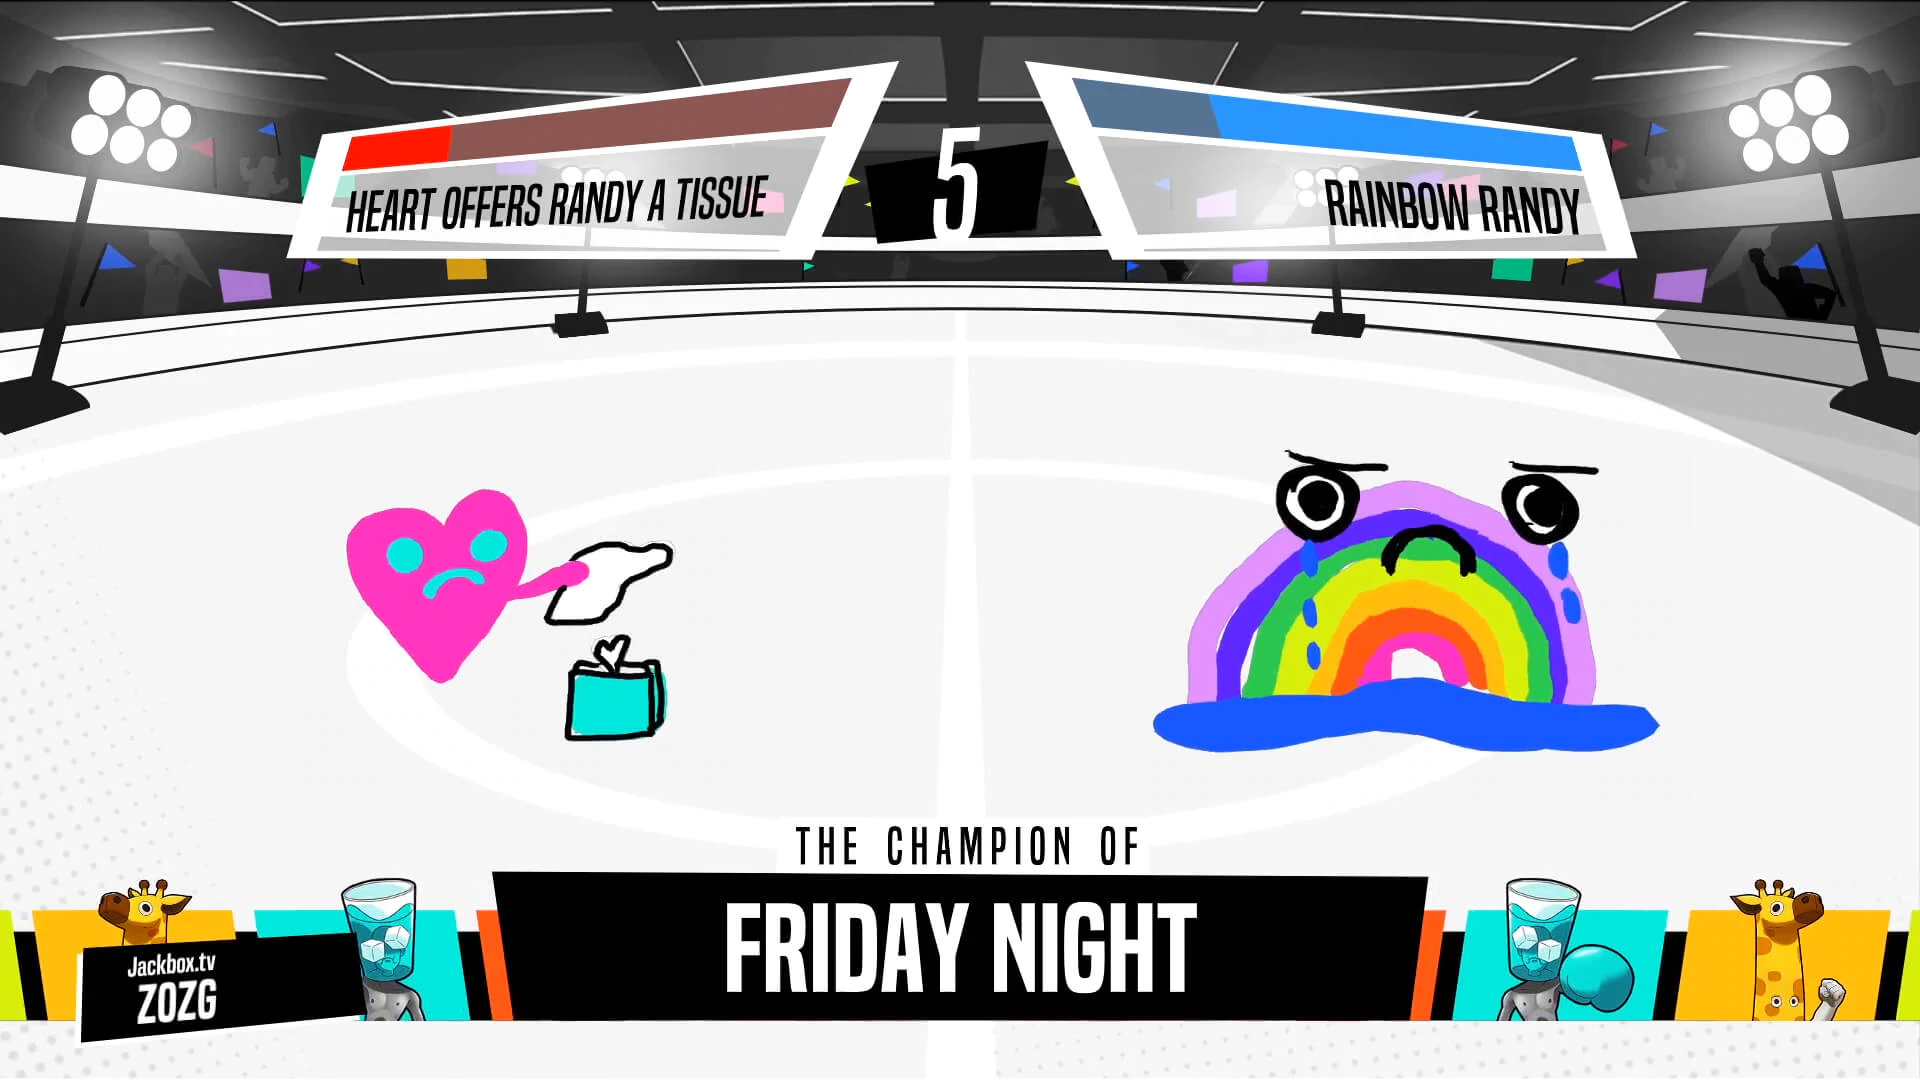 HEART OFFERS RANDY A TISSUE
5
RAINBOW RANDY
THE CHAMPION OF
FRIDAY NIGHT
Jackbox.tv
ZOZG